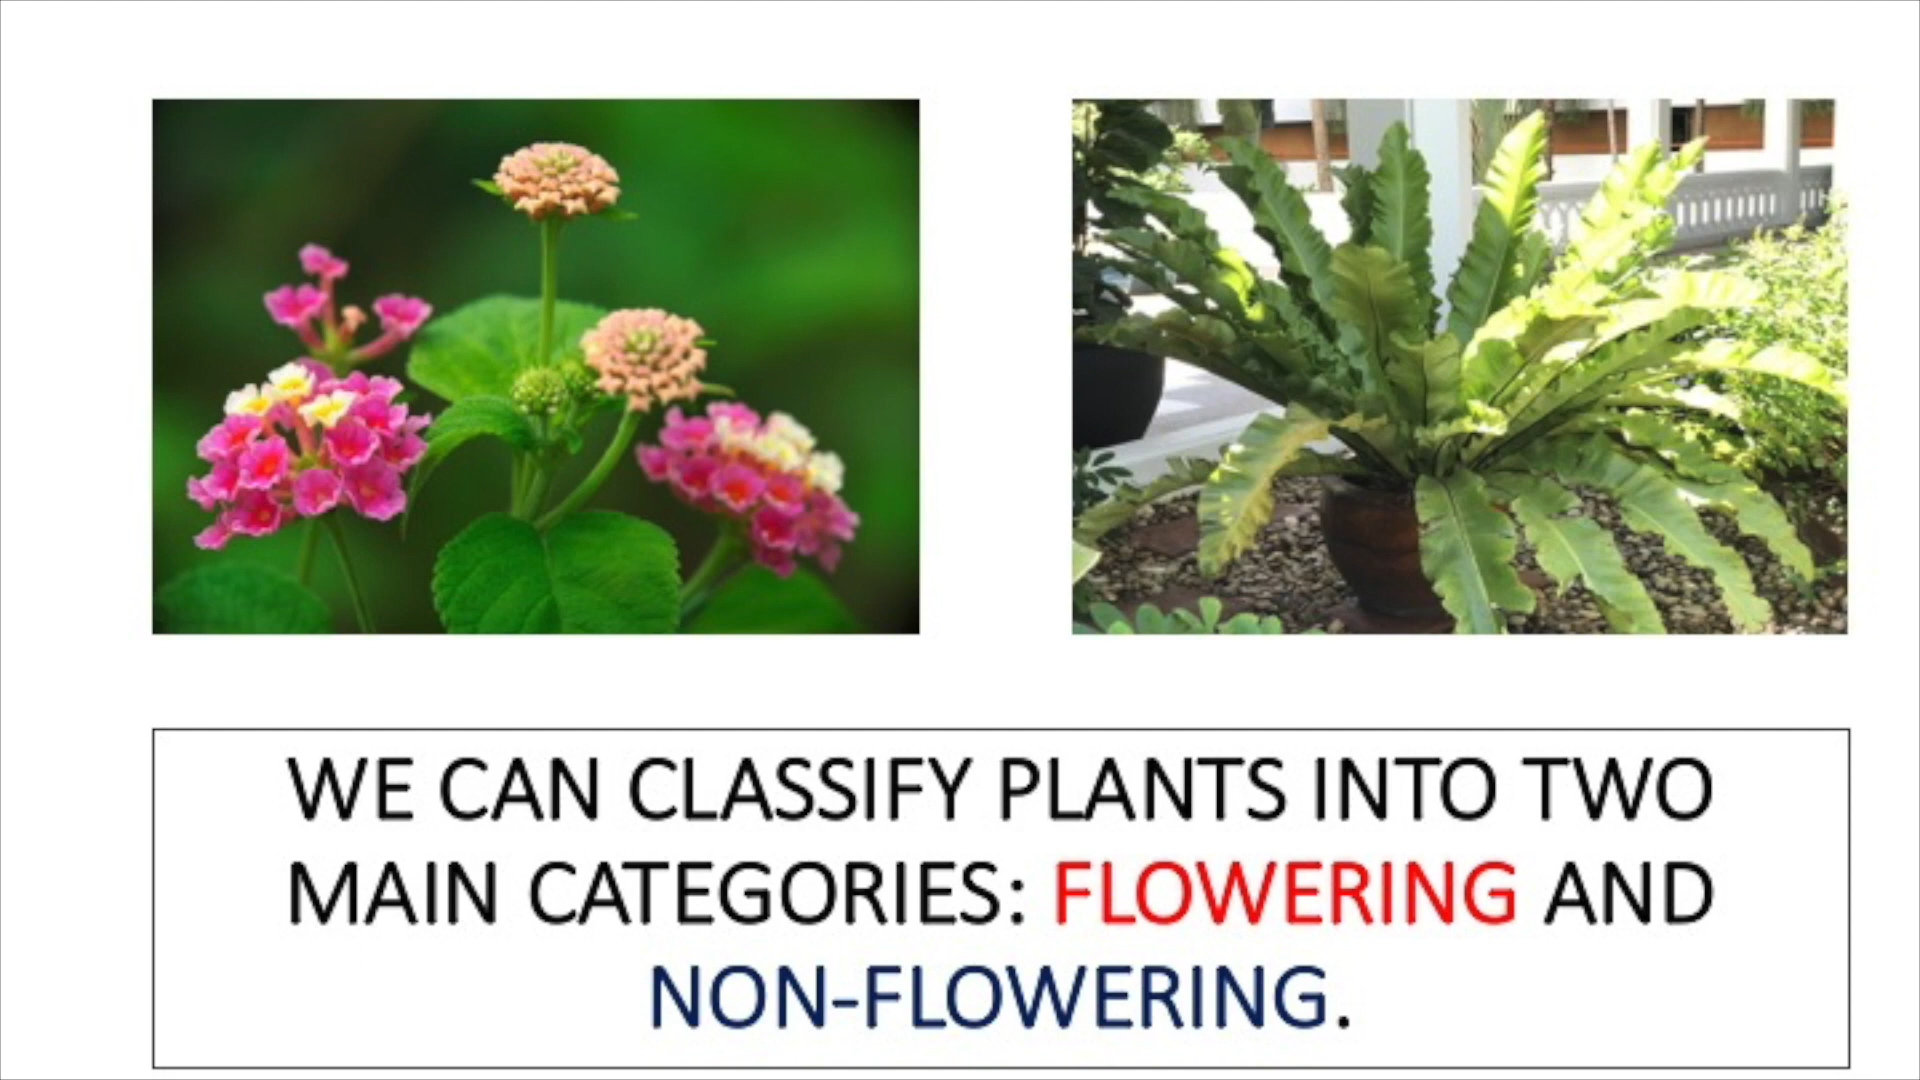 WE CAN CLASSIFY PLANTS INTO TWO
MAIN CATEGORIES: FLOWERING AND
NON-FLOWERING.